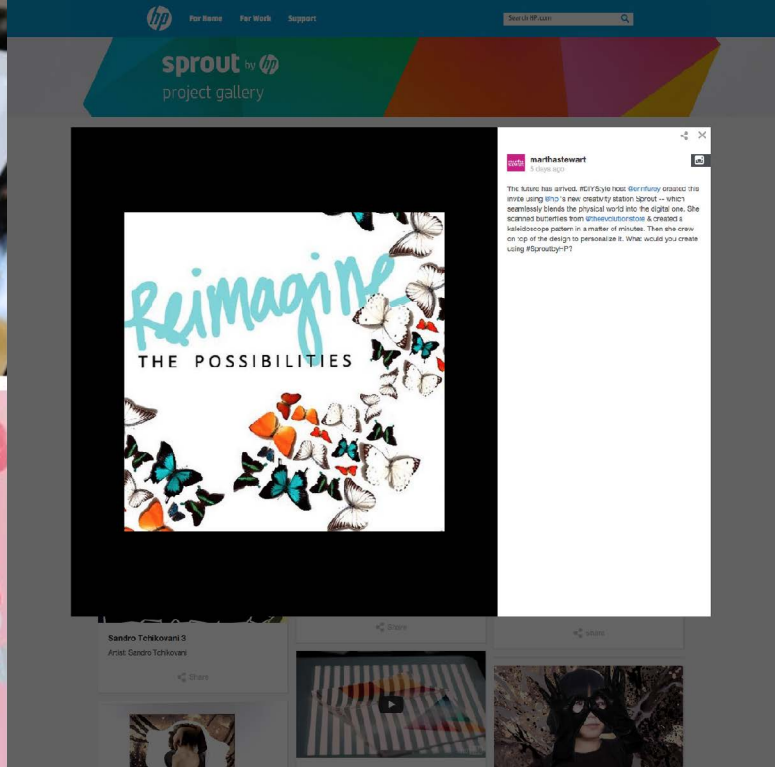 hp
For Home For Work Support
Search HP.com
sprout by hp
project gallery
marthastewart
5 days ago
The future has arrived. #DIYStyle host @erinfurey created this
invite using @hp 's new creativity station Sprout -- which
seamlessly blends the physical world into the digital one. She
scanned butterflies from @theevolutionstore & created a
kaleidoscope pattern in a matter of minutes. Then she drew
on top of the design to personalize it. What would you create
using #SproutbyHP?
Reimagine
THE POSSIBILITIES
Share
Share
Sandro Tchikovani 3
Artist: Sandro Tchikovani
Share